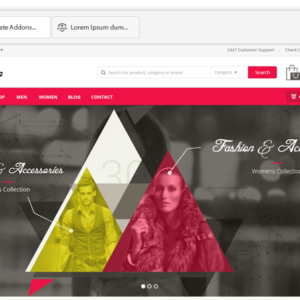 ate Addons...
Lorem Ipsum dum...
24x7 Customer Support
Check
Search for product, category or brand
Category
Search
OP MEN WOMEN BLOG CONTACT
30
Fashion & Ac
& Accessories
Womens Collection
s Collection